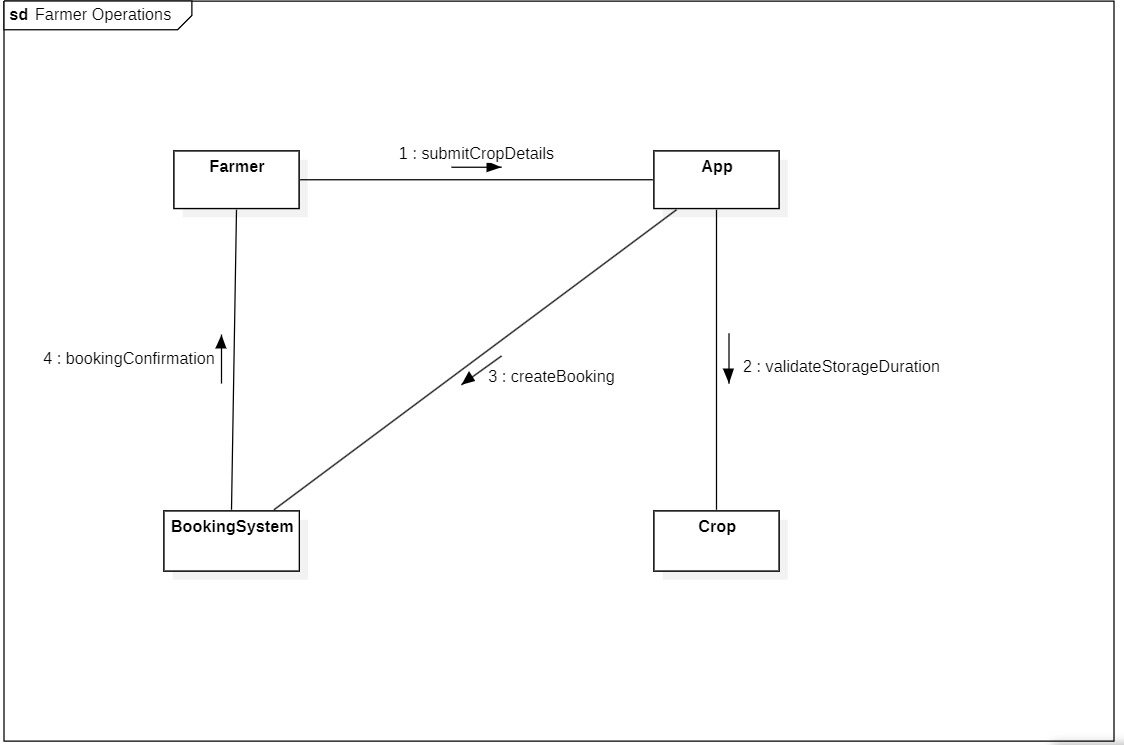 sd Farmer Operations
1 : submitCropDetails
Farmer
App
4 : bookingConfirmation
3 : createBooking
2 : validateStorageDuration
BookingSystem
Crop